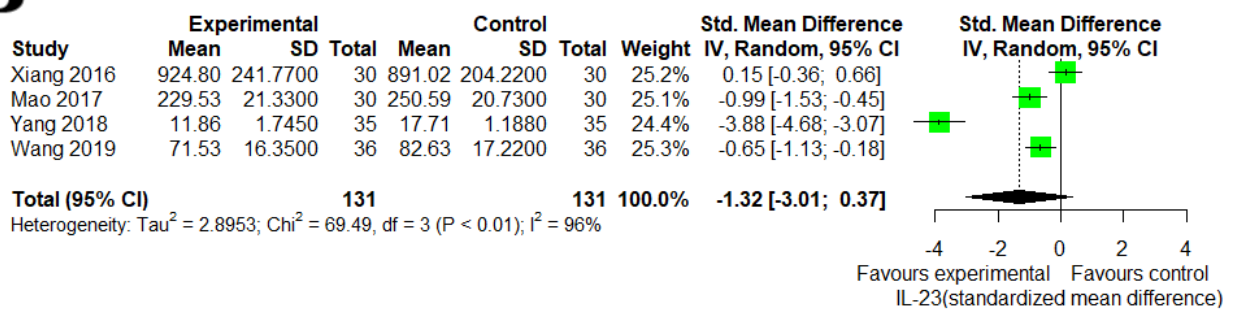 Experimental Control Std. Mean Difference Std. Mean Difference
Study Mean SD Total Mean SD Total Weight IV, Random, 95% CI IV, Random, 95% CI
Xiang 2016 924.80 241.7700 30 891.02 204.2200 30 25.2% 0.15 [-0.36; 0.66]
Mao 2017 229.53 21.3300 30 250.59 20.7300 30 25.1% -0.99 [-1.53; -0.45]
Yang 2018 11.86 1.7450 35 17.71 1.1880 35 24.4% -3.88 [-4.68; -3.07]
Wang 2019 71.53 16.3500 36 82.63 17.2200 36 25.3% -0.65 [-1.13; -0.18]
Total (95% CI) 131 131 100.0% -1.32 [-3.01; 0.37]
Heterogeneity: Tau² = 2.8953; Chi² = 69.49, df = 3 (P < 0.01); I² = 96%
-4 -2 0 2 4
Favours experimental Favours control
IL-23(standardized mean difference)